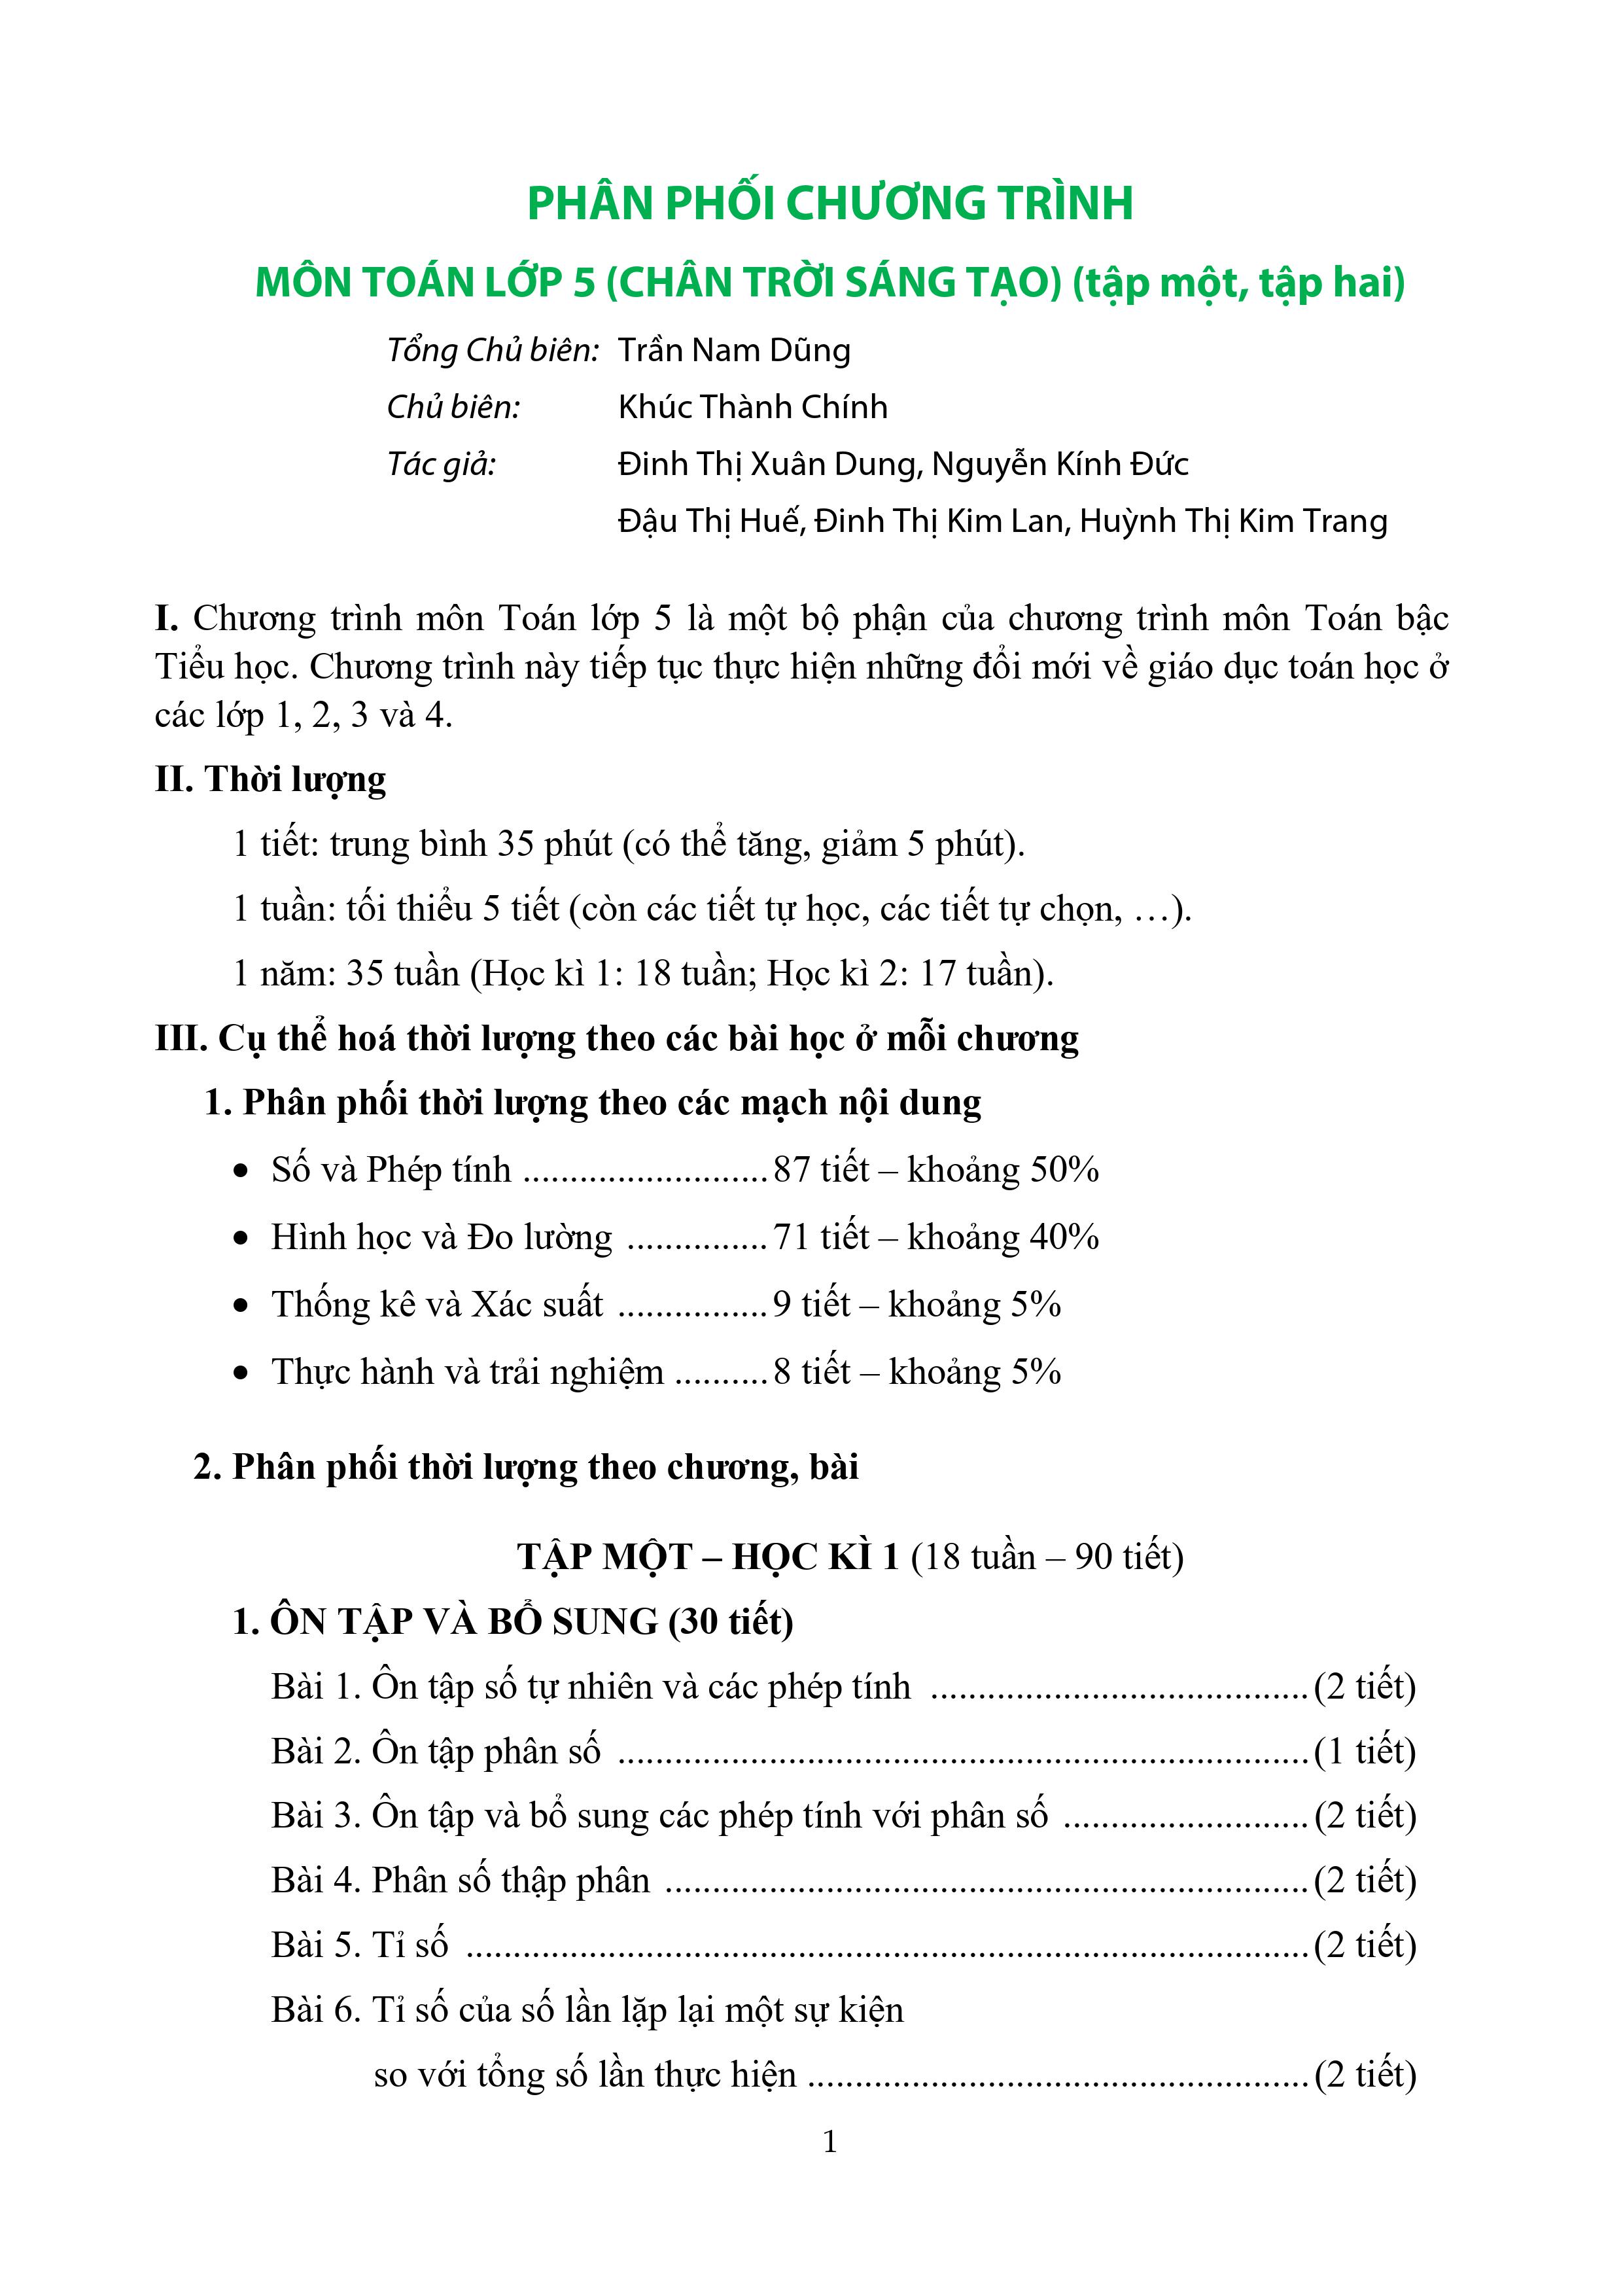 PHÂN PHỐI CHƯƠNG TRÌNH
MÔN TOÁN LỚP 5 (CHÂN TRỜI SÁNG TẠO) (tập một, tập hai)
Tổng Chủ biên: Trần Nam Dũng
Chủ biên: Khúc Thành Chính
Tác giả: Đinh Thị Xuân Dung, Nguyễn Kính Đức
Đậu Thị Huế, Đinh Thị Kim Lan, Huỳnh Thị Kim Trang
I. Chương trình môn Toán lớp 5 là một bộ phận của chương trình môn Toán bậc
Tiểu học. Chương trình này tiếp tục thực hiện những đổi mới về giáo dục toán học ở
các lớp 1, 2, 3 và 4.
II. Thời lượng
1 tiết: trung bình 35 phút (có thể tăng, giảm 5 phút).
1 tuần: tối thiểu 5 tiết (còn các tiết tự học, các tiết tự chọn, …).
1 năm: 35 tuần (Học kì 1: 18 tuần; Học kì 2: 17 tuần).
III. Cụ thể hoá thời lượng theo các bài học ở mỗi chương
1. Phân phối thời lượng theo các mạch nội dung
• Số và Phép tính ..........................87 tiết – khoảng 50%
• Hình học và Đo lường ...............71 tiết – khoảng 40%
• Thống kê và Xác suất ................9 tiết – khoảng 5%
• Thực hành và trải nghiệm ..........8 tiết – khoảng 5%
2. Phân phối thời lượng theo chương, bài
TẬP MỘT – HỌC KÌ 1 (18 tuần – 90 tiết)
1. ÔN TẬP VÀ BỔ SUNG (30 tiết)
Bài 1. Ôn tập số tự nhiên và các phép tính ........................................(2 tiết)
Bài 2. Ôn tập phân số .........................................................................(1 tiết)
Bài 3. Ôn tập và bổ sung các phép tính với phân số ..........................(2 tiết)
Bài 4. Phân số thập phân ....................................................................(2 tiết)
Bài 5. Tỉ số .........................................................................................(2 tiết)
Bài 6. Tỉ số của số lần lặp lại một sự kiện
so với tổng số lần thực hiện .....................................................(2 tiết)
1